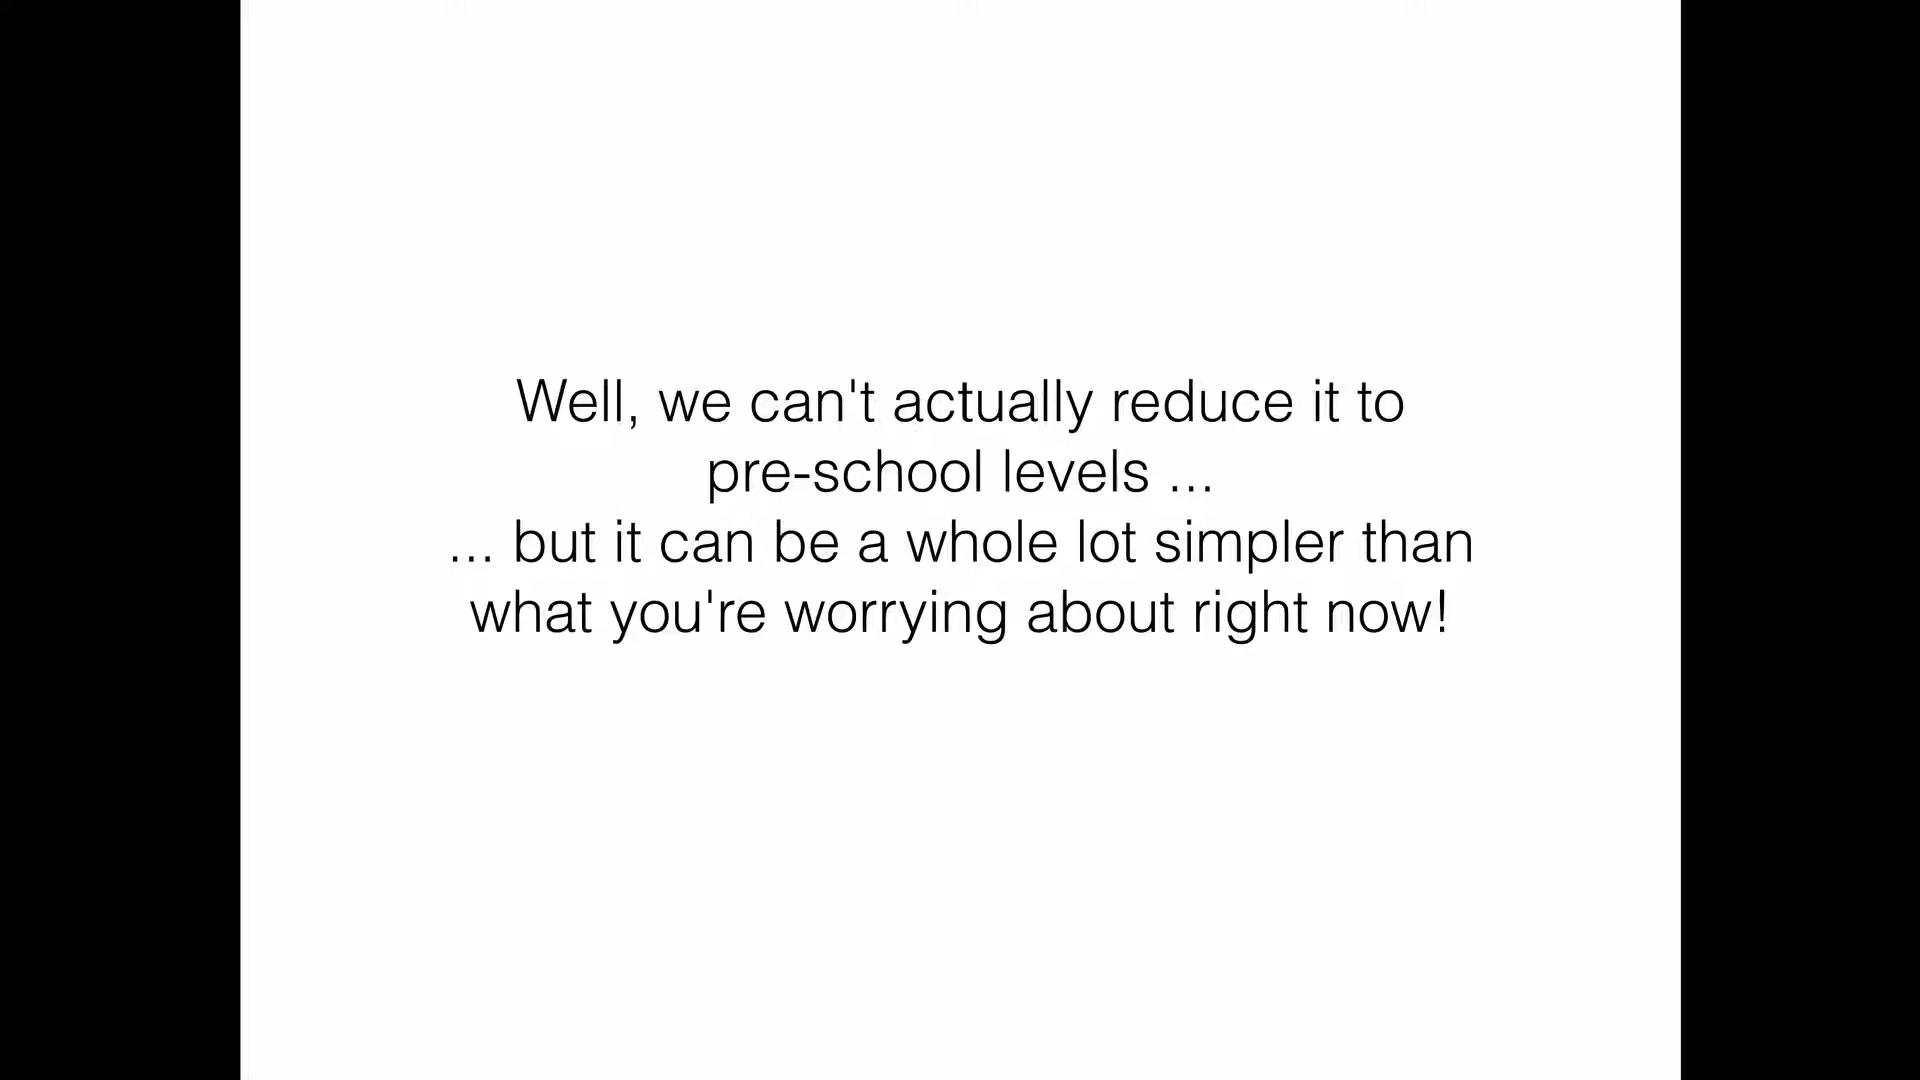 Well, we can't actually reduce it to
pre-school levels ...
... but it can be a whole lot simpler than
what you're worrying about right now!